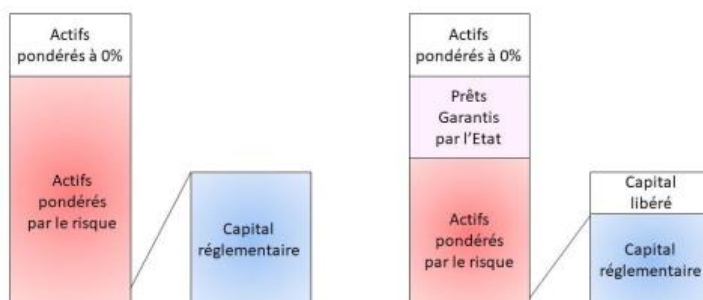 Actifs
pondérés à 0%
Actifs
pondérés
par le risque
Capital
réglementaire
Actifs
pondérés à 0%
Prêts
Garantis
par l'Etat
Actifs
pondérés
par le risque
Capital
libéré
Capital
réglementaire